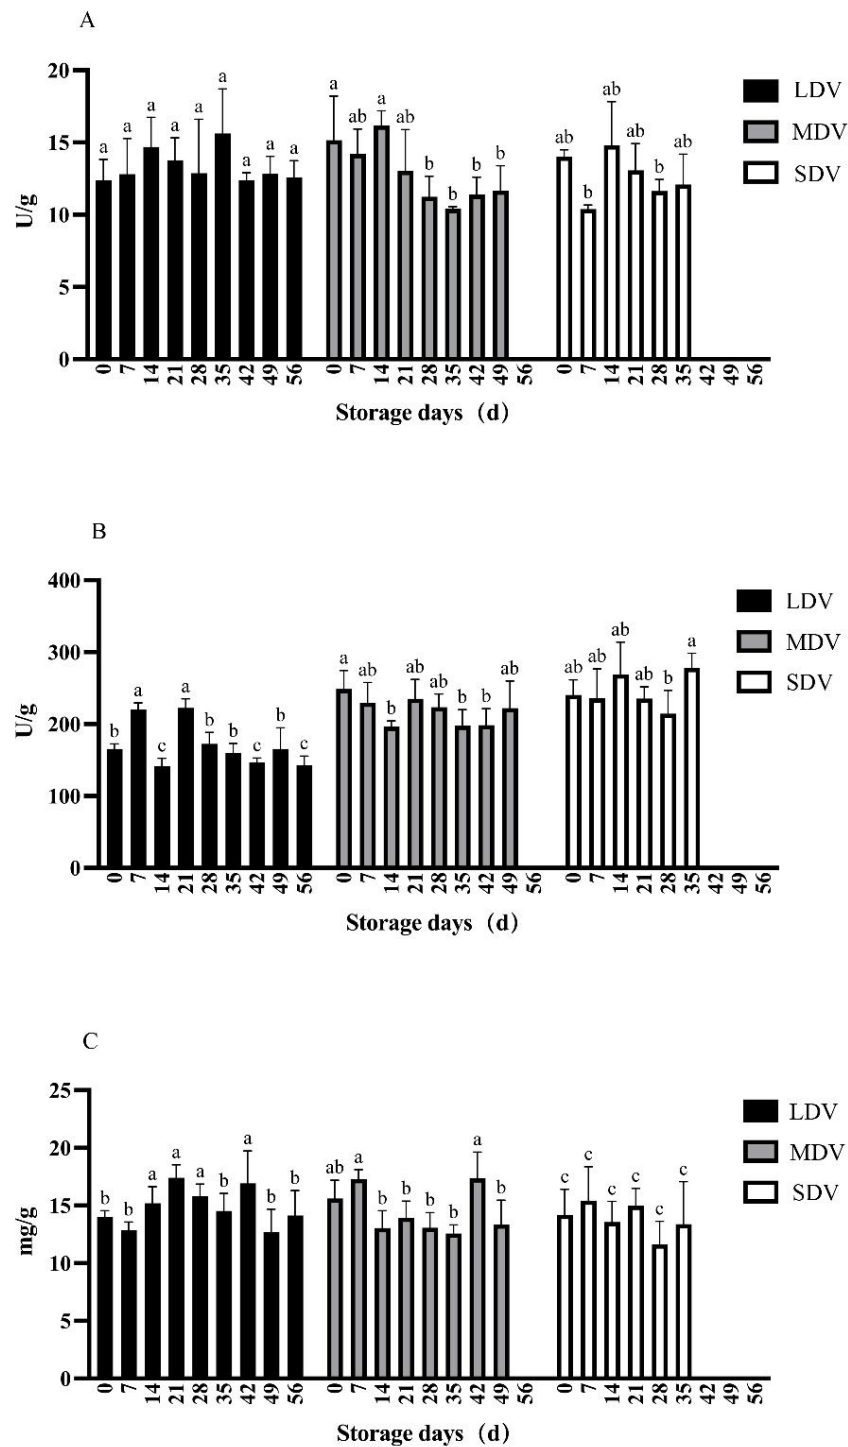 A
20
15
10
5
0
U/g
a a a a a a a a a
a ab a ab b b b b
ab b ab ab b ab
LDV
MDV
SDV
0 7 14 21 28 35 42 49 56 0 7 14 21 28 35 42 49 56 0 7 14 21 28 35 42 49 56
Storage days（d）
B
400
300
200
100
0
U/g
b a c a b b c b c
a ab b ab ab b b ab
ab ab ab ab b a
LDV
MDV
SDV
0 7 14 21 28 35 42 49 56 0 7 14 21 28 35 42 49 56 0 7 14 21 28 35 42 49 56
Storage days（d）
C
25
20
15
10
5
0
mg/g
b b a a a b a b b
ab a b b b b a b
c c c c c c
LDV
MDV
SDV
0 7 14 21 28 35 42 49 56 0 7 14 21 28 35 42 49 56 0 7 14 21 28 35 42 49 56
Storage days（d）